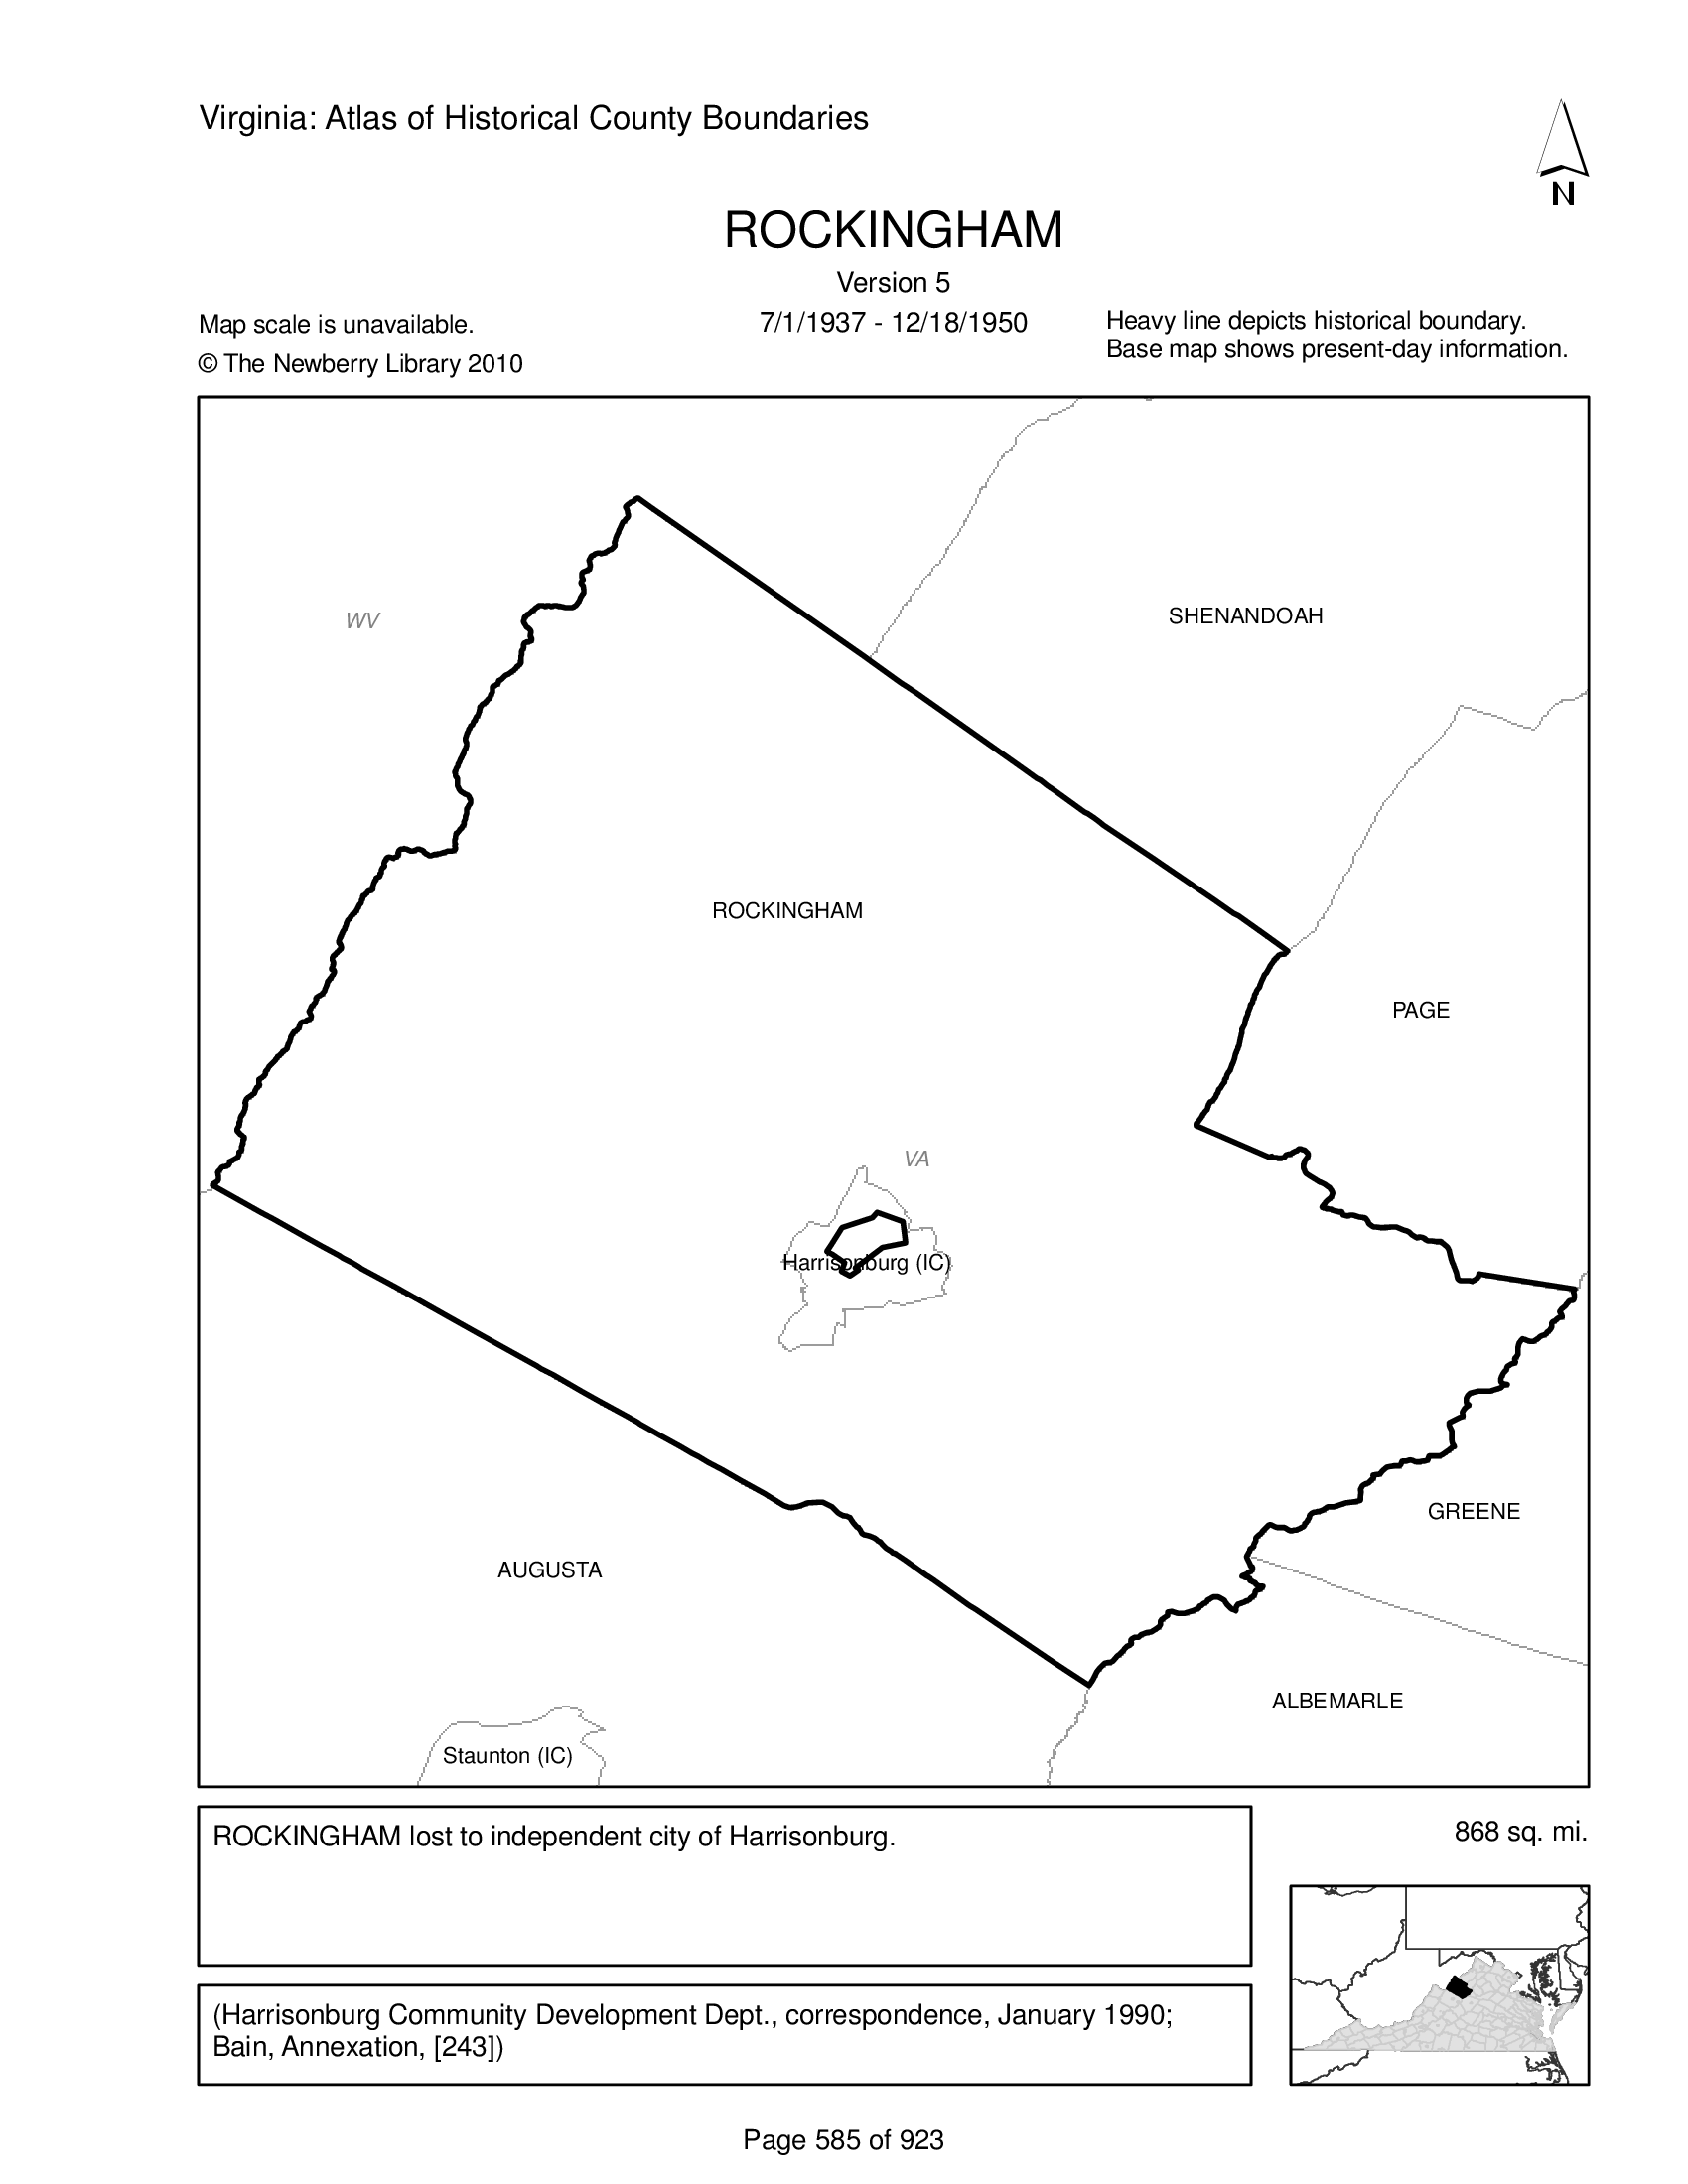 Virginia: Atlas of Historical County Boundaries
N
ROCKINGHAM
Version 5
7/1/1937 - 12/18/1950
Map scale is unavailable.
© The Newberry Library 2010
Heavy line depicts historical boundary.
Base map shows present-day information.
WV
SHENANDOAH
ROCKINGHAM
PAGE
VA
Harrisonburg (IC)
GREENE
AUGUSTA
ALBEMARLE
Staunton (IC)
ROCKINGHAM lost to independent city of Harrisonburg.
868 sq. mi.
(Harrisonburg Community Development Dept., correspondence, January 1990;
Bain, Annexation, [243])
Page 585 of 923